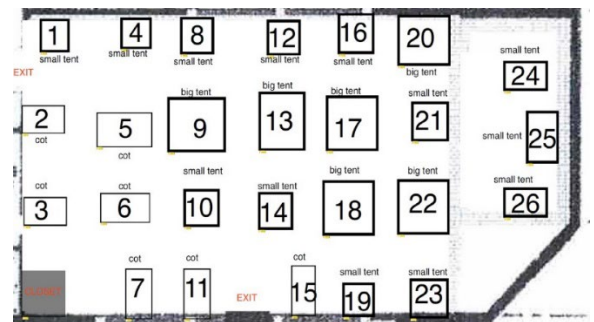 1
small tent
4
small tent
8
small tent
12
small tent
16
small tent
20
big tent
small tent
24
EXIT
2
cot
5
cot
big tent
9
big tent
13
big tent
17
small tent
21
small tent
25
cot
3
cot
6
small tent
10
small tent
14
big tent
18
big tent
22
small tent
26
CLOSET
cot
7
cot
11
EXIT
cot
15
small tent
19
small tent
23